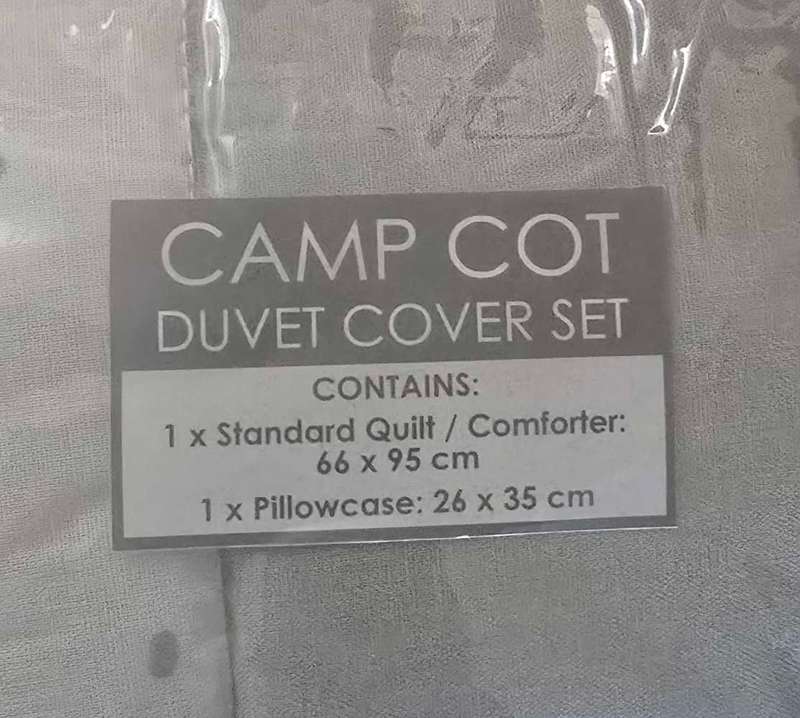 CAMP COT
DUVET COVER SET
CONTAINS:
1 x Standard Quilt / Comforter:
66 x 95 cm
1 x Pillowcase: 26 x 35 cm